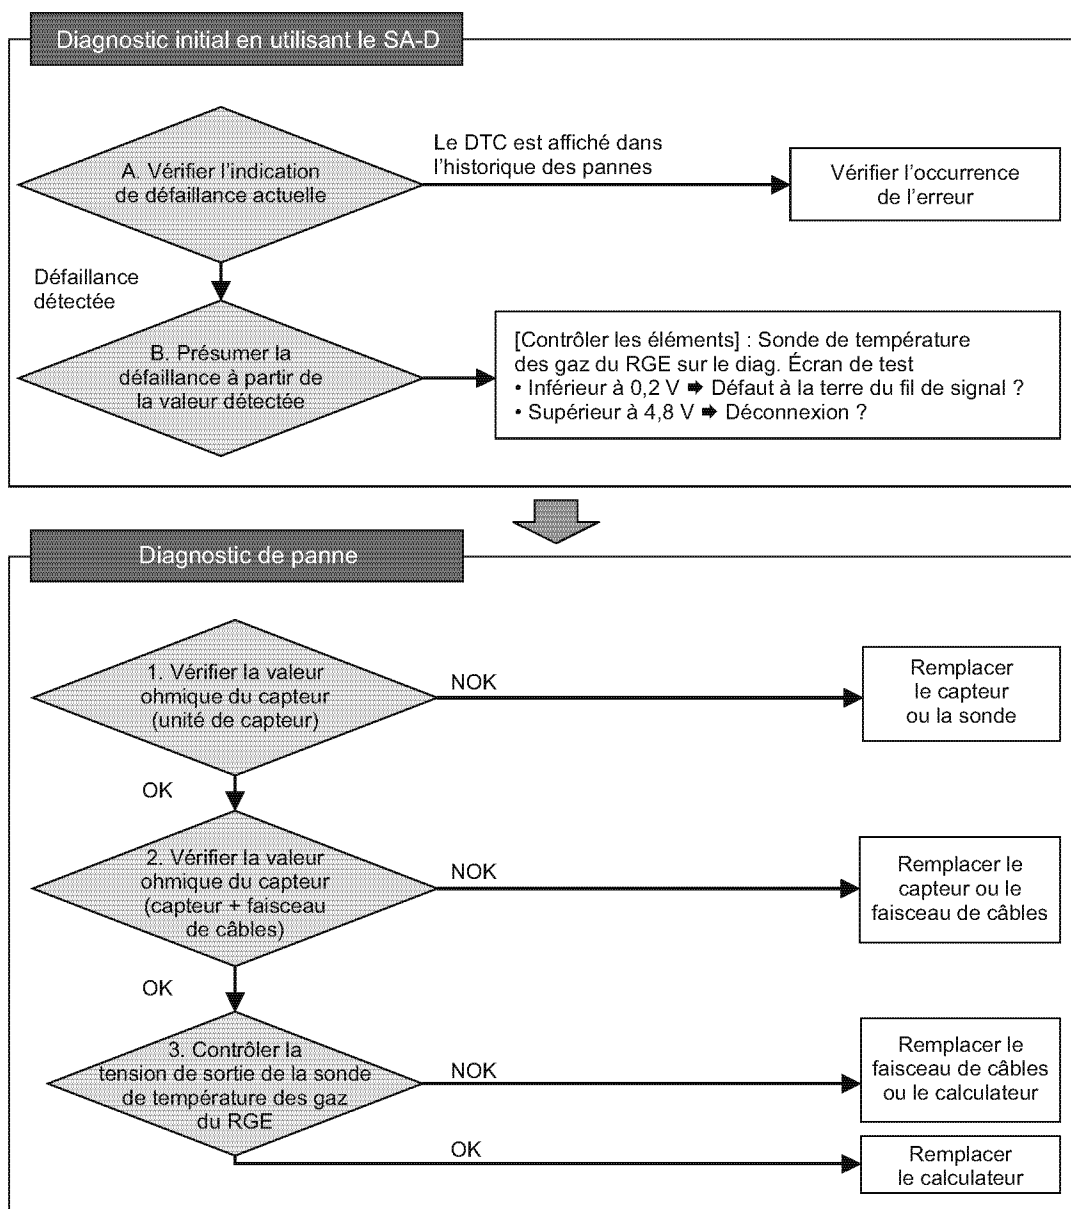 Diagnostic initial en utilisant le SA-D
A. Vérifier l'indication
de défaillance actuelle
Le DTC est affiché dans
l'historique des pannes
Vérifier l'occurrence
de l'erreur
Défaillance
détectée
B. Présumer la
défaillance à partir de
la valeur détectée
[Contrôler les éléments] : Sonde de température
des gaz du RGE sur le diag. Écran de test
• Inférieur à 0,2 V ➡ Défaut à la terre du fil de signal ?
• Supérieur à 4,8 V ➡ Déconnexion ?
Diagnostic de panne
1. Vérifier la valeur
ohmique du capteur
(unité de capteur)
NOK
Remplacer
le capteur
ou la sonde
OK
2. Vérifier la valeur
ohmique du capteur
(capteur + faisceau
de câbles)
NOK
Remplacer le
capteur ou le
faisceau de câbles
OK
3. Contrôler la
tension de sortie de la sonde
de température des gaz
du RGE
NOK
Remplacer le
faisceau de câbles
ou le calculateur
OK
Remplacer
le calculateur